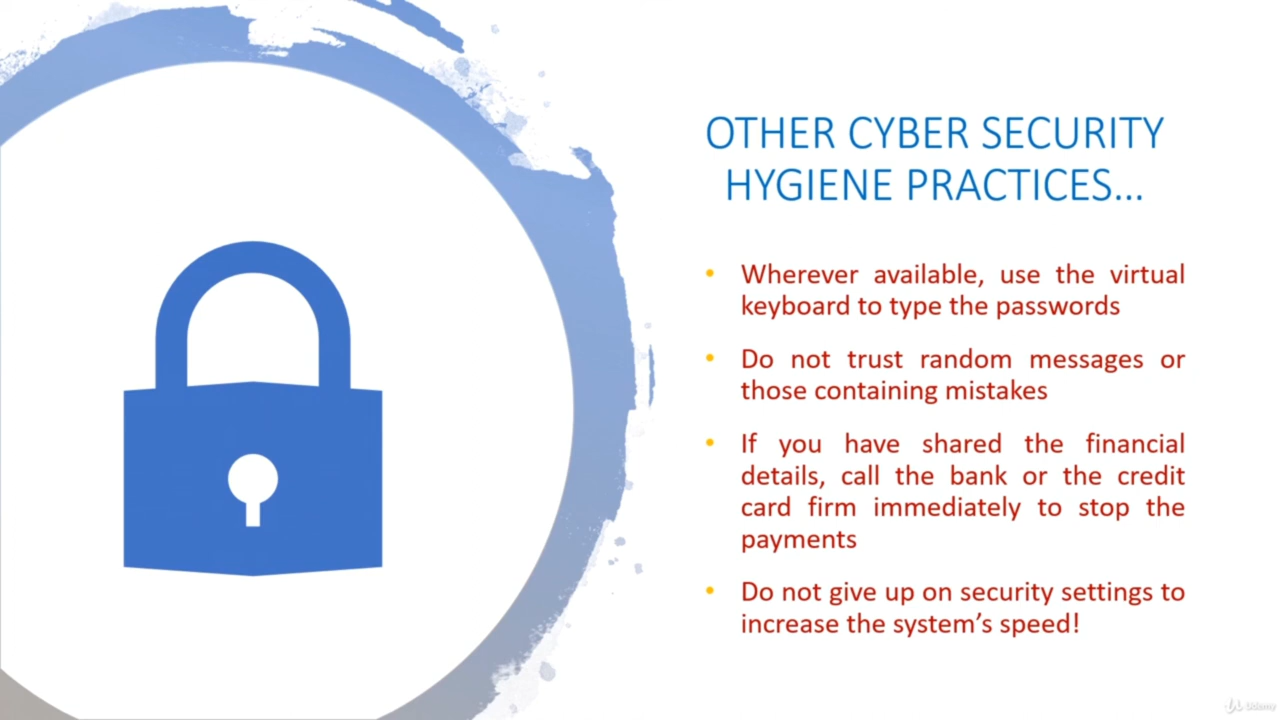 OTHER CYBER SECURITY
HYGIENE PRACTICES...
• Wherever available, use the virtual
keyboard to type the passwords
• Do not trust random messages or
those containing mistakes
• If you have shared the financial
details, call the bank or the credit
card firm immediately to stop the
payments
• Do not give up on security settings to
increase the system’s speed!
Udemy